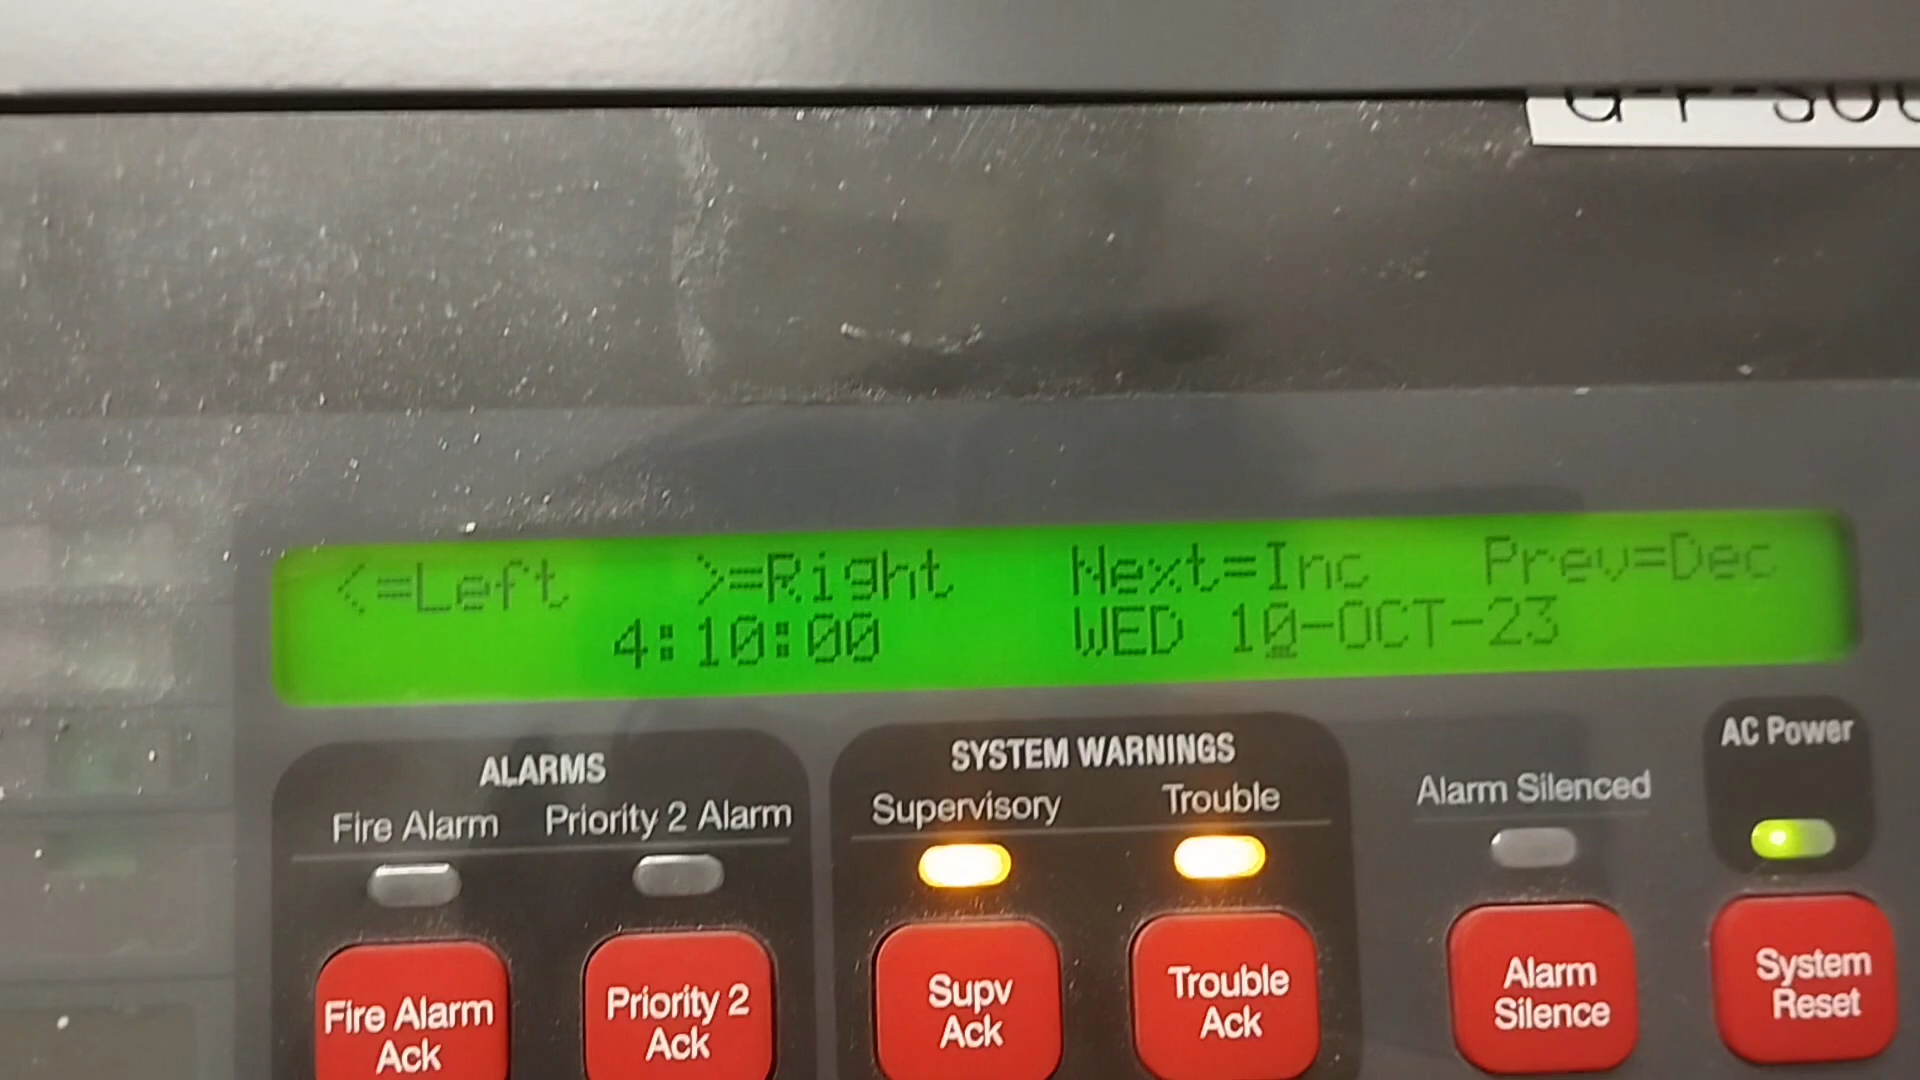 <=Left >=Right Next=Inc Prev=Dec
4:10:00 WED 10-OCT-23
ALARMS
Fire Alarm Priority 2 Alarm
SYSTEM WARNINGS
Supervisory Trouble
Alarm Silenced
AC Power
Fire Alarm
Ack
Priority 2
Ack
Supv
Ack
Trouble
Ack
Alarm
Silence
System
Reset